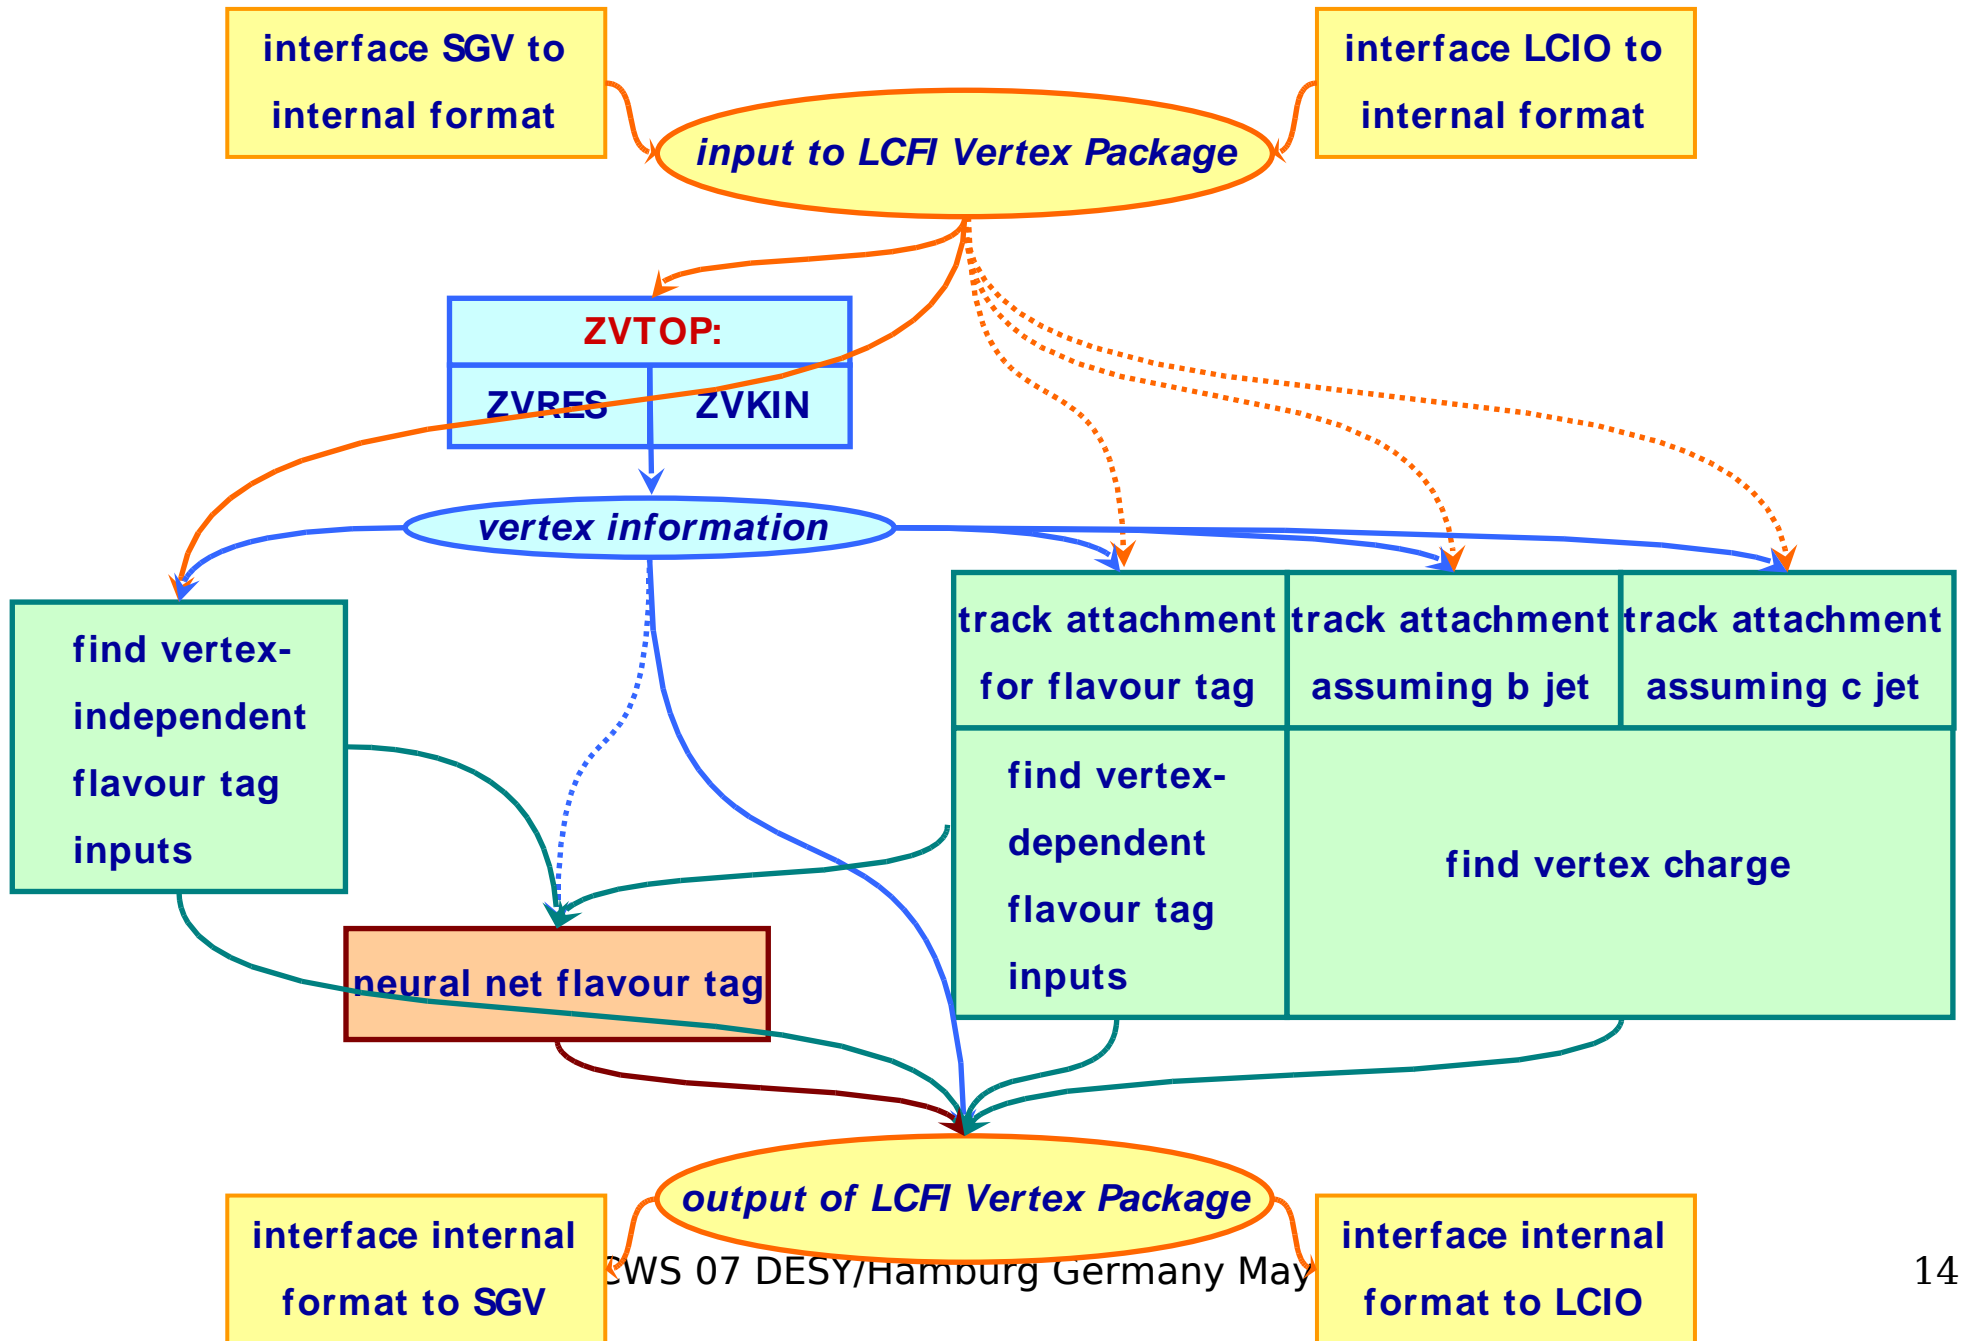 interface SGV to
internal format
interface LCIO to
internal format
input to LCFI Vertex Package
ZVTOP:
ZVRES
ZVKIN
vertex information
find vertex-
independent
flavour tag
inputs
track attachment
for flavour tag
track attachment
assuming b jet
track attachment
assuming c jet
find vertex-
dependent
flavour tag
inputs
find vertex charge
neural net flavour tag
output of LCFI Vertex Package
interface internal
format to SGV
07 DESY/Hamburg Germany May
interface internal
format to LCIO
14